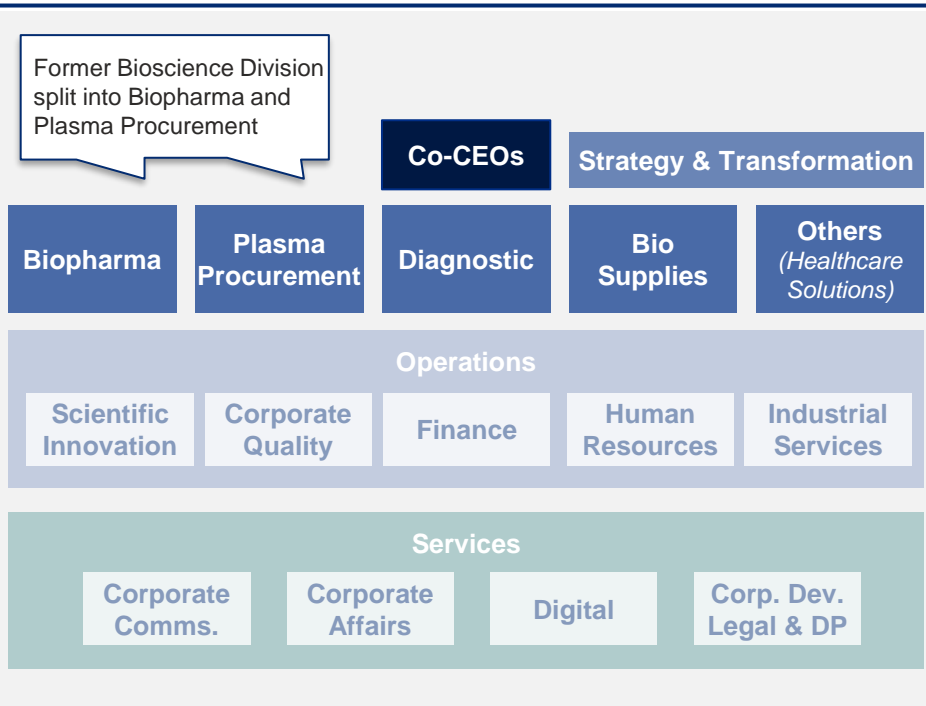 Former Bioscience Division
split into Biopharma and
Plasma Procurement
Co-CEOs
Strategy & Transformation
Biopharma
Plasma
Procurement
Diagnostic
Bio
Supplies
Others
(Healthcare
Solutions)
Operations
Scientific
Innovation
Corporate
Quality
Finance
Human
Resources
Industrial
Services
Services
Corporate
Comms.
Corporate
Affairs
Digital
Corp. Dev.
Legal & DP